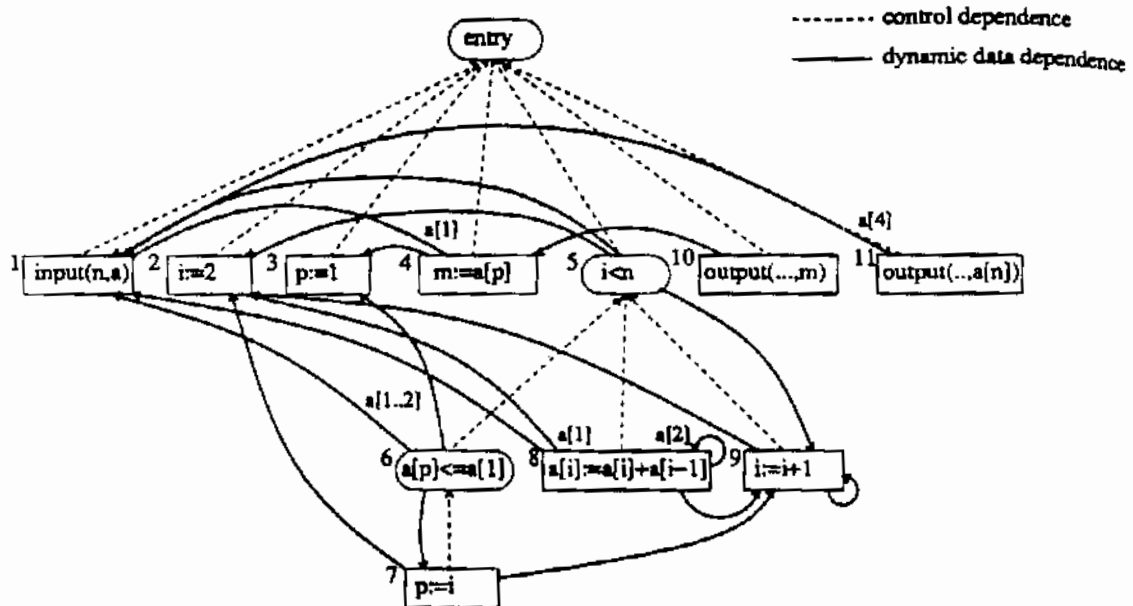 entry
control dependence
dynamic data dependence
a[1]
a[4]
1
input(n,a)
2
i:=2
3
p:=1
4
m:=a[p]
5
i<n
10
output(...,m)
11
output(..,a[n])
a[1..2]
a[1]
a[2]
6
a[p]<=a[1]
8
a[i]:=a[i]+a[i-1]
9
i:=i+1
7
p:=i